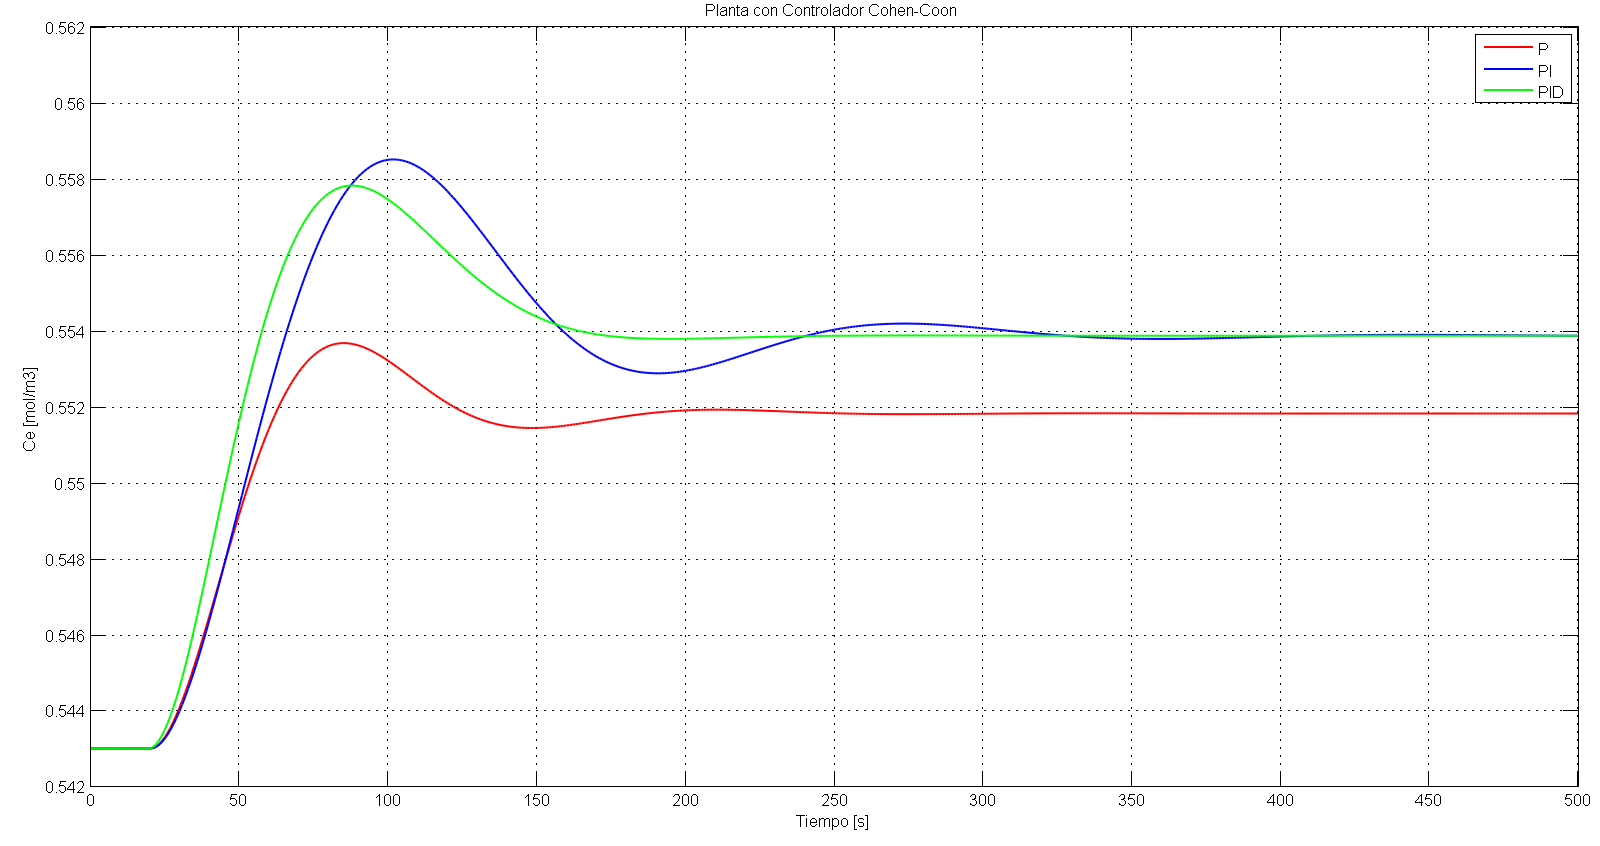 Planta con Controlador Cohen-Coon
0.562
0.56
0.558
0.556
0.554
0.552
0.55
0.548
0.546
0.544
0.542
Ce [mol/m3]
P
PI
PID
0 50 100 150 200 250 300 350 400 450 500
Tiempo [s]